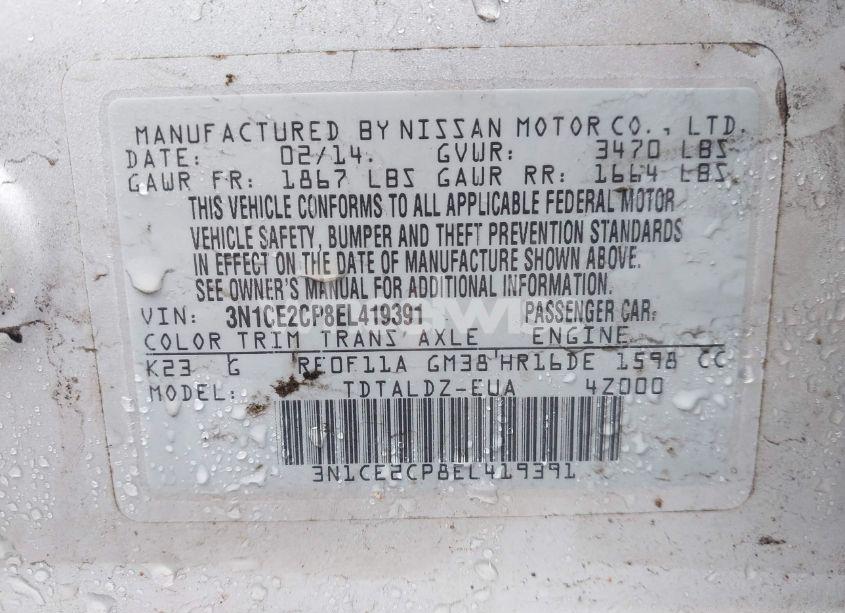 MANUFACTURED BY NISSAN MOTOR CO., LTD.
DATE: 02/14. GVWR: 3470 LBS
GAWR FR: 1867 LBS GAWR RR: 1664 LBS
THIS VEHICLE CONFORMS TO ALL APPLICABLE FEDERAL MOTOR
VEHICLE SAFETY, BUMPER AND THEFT PREVENTION STANDARDS
IN EFFECT ON THE DATE OF MANUFACTURE SHOWN ABOVE.
SEE OWNER'S MANUAL FOR ADDITIONAL INFORMATION.
VIN: 3N1CE2CP8EL419391 PASSENGER CAR
COLOR TRIM TRANS AXLE ENGINE
K23 G RE0F11A GM38 HR16DE 1598 CC
MODEL: TDTALDZ-EUA 4Z000
3N1CE2CP8EL419391